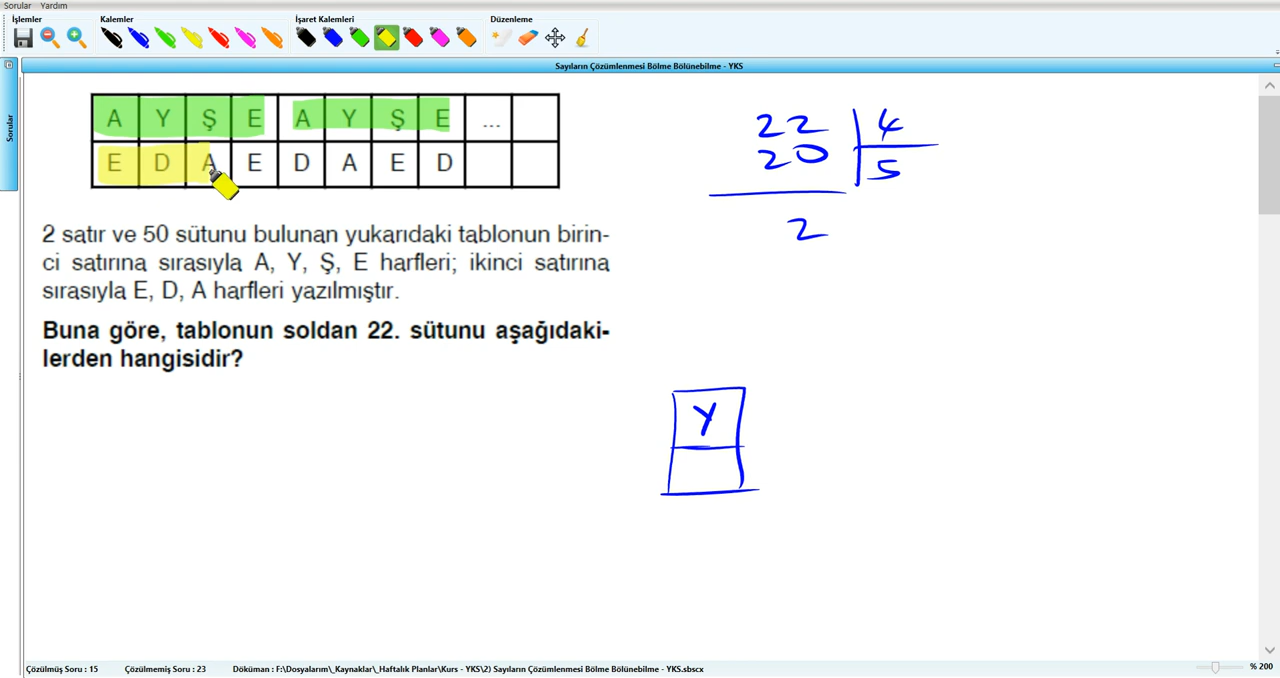 Sorular Yardım
İşlemler Kalemler İşaret Kalemleri Düzenleme
Sayıların Çözümlenmesi Bölme Bölünebilme - YKS
Sorular
A Y Ş E A Y Ş E ...
E D A E D A E D
2 satır ve 50 sütunu bulunan yukarıdaki tablonun birin-
ci satırına sırasıyla A, Y, Ş, E harfleri; ikinci satırına
sırasıyla E, D, A harfleri yazılmıştır.
Buna göre, tablonun soldan 22. sütunu aşağıdaki-
lerden hangisidir?
22 4
20 5
2
Y
Çözülmüş Soru : 15 Çözülmemiş Soru : 23 Döküman : F:\Dosyalarım\_Kaynaklar\_Haftalık Planlar\Kurs - YKS\2) Sayıların Çözümlenmesi Bölme Bölünebilme - YKS.sbscx % 200